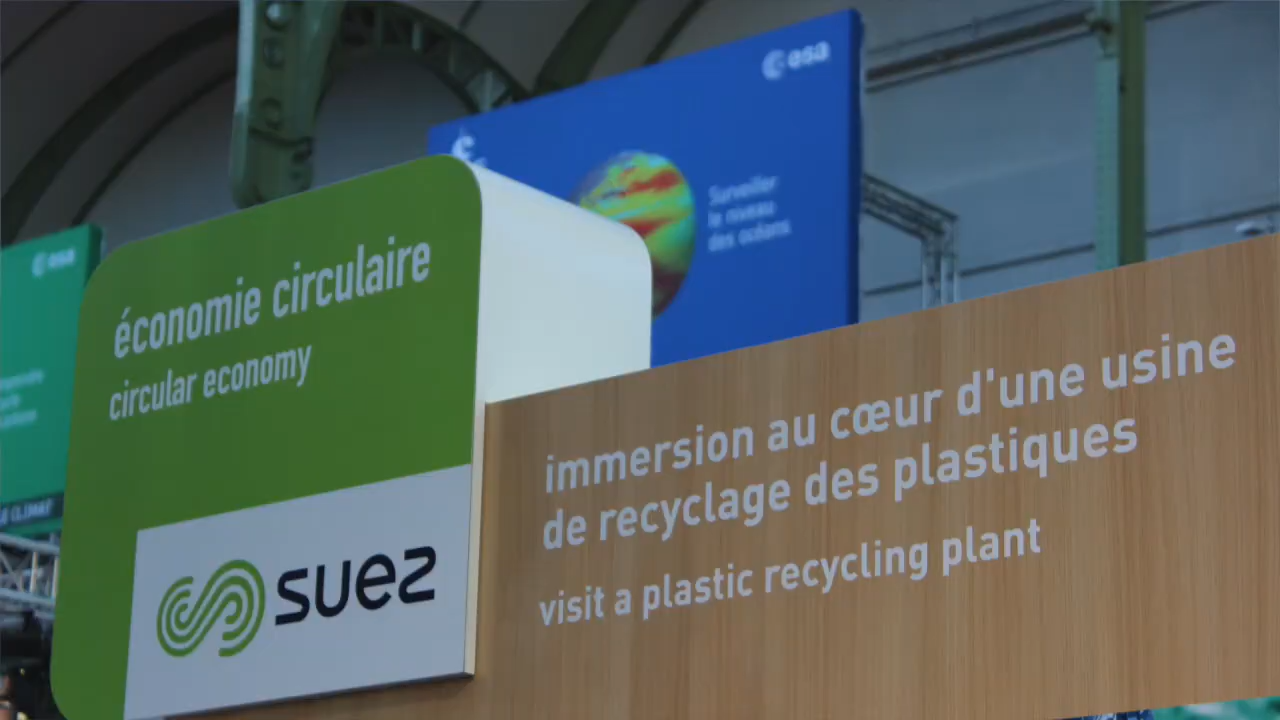 esa
Surveiller
le niveau
des océans
esa
économie circulaire
circular economy
suez
immersion au cœur d'une usine
de recyclage des plastiques
visit a plastic recycling plant
CLIMAT